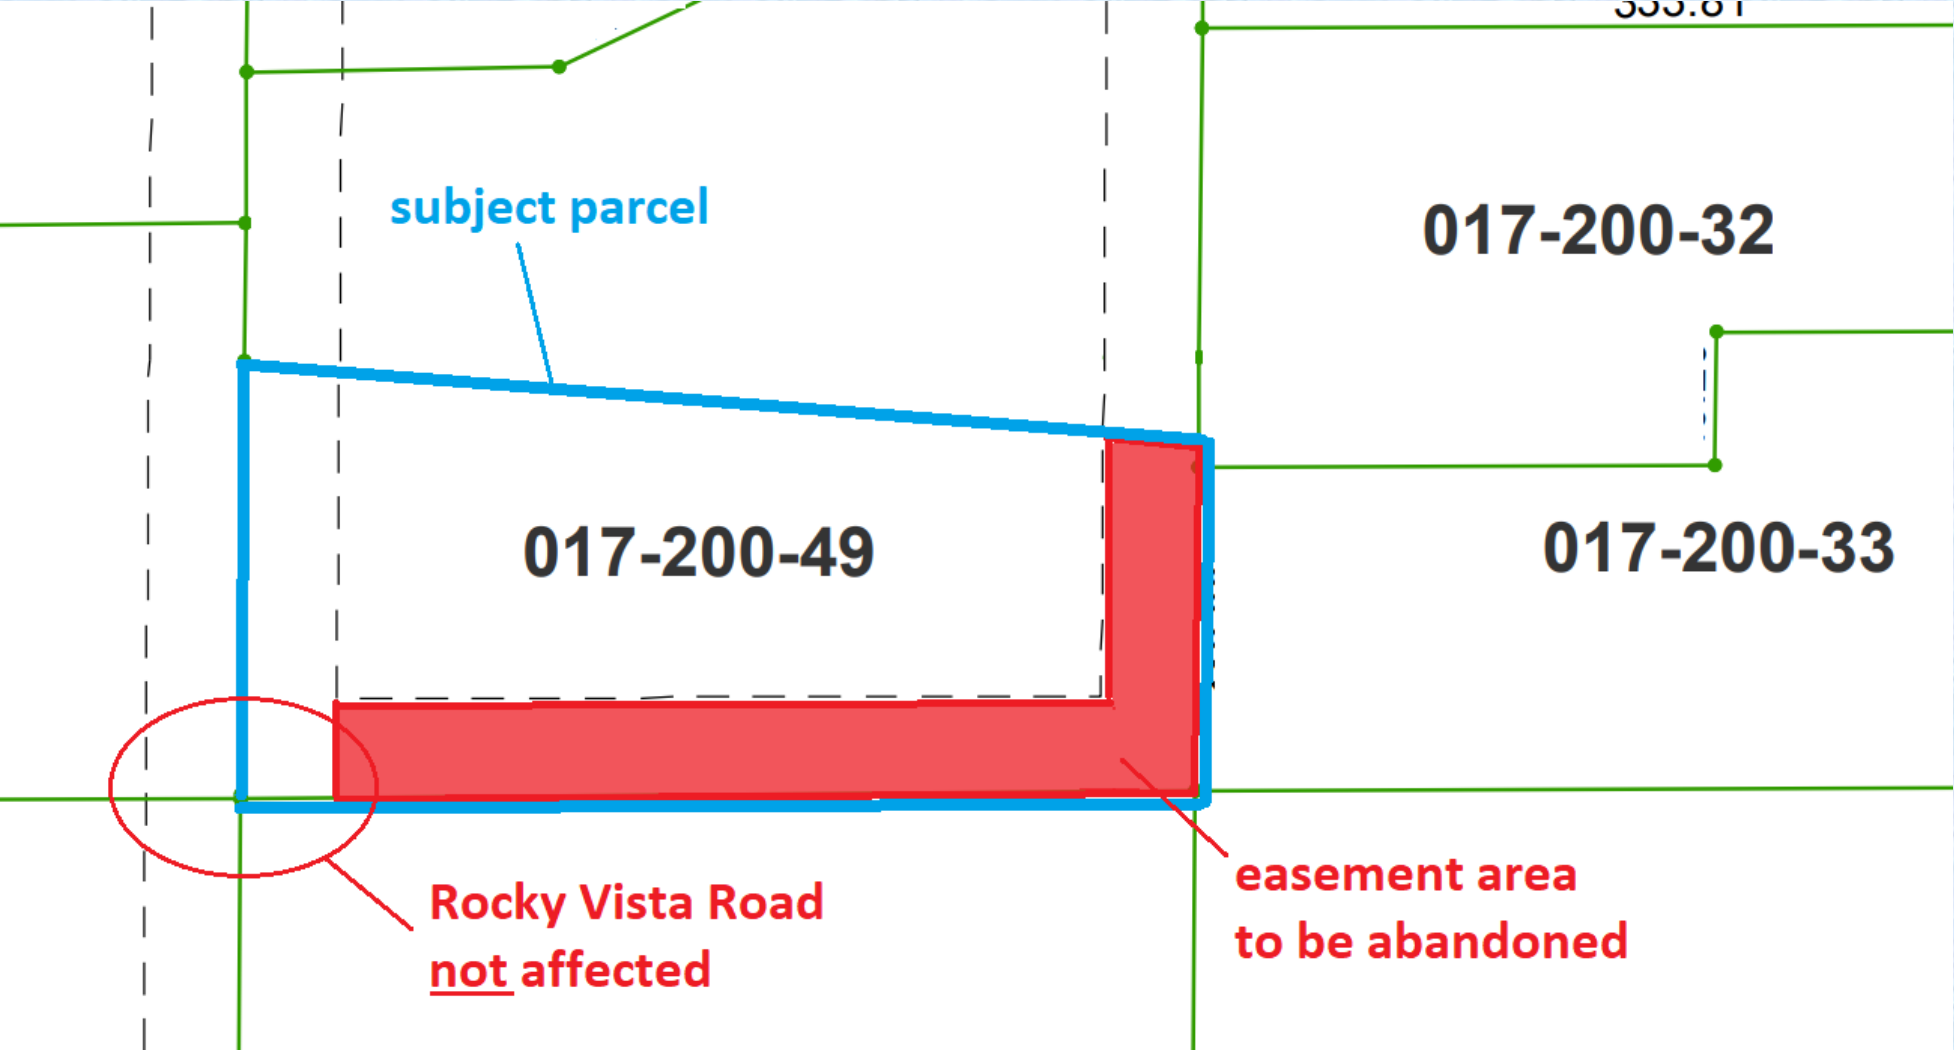 subject parcel
017-200-32
017-200-49
017-200-33
Rocky Vista Road
not affected
easement area
to be abandoned